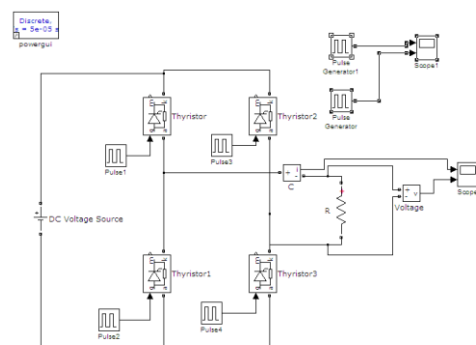 Discrete,
s = 5e-05 s
powergui
Pulse
Generator1
Scope1
Pulse
Generator
Thyristor
Thyristor2
Pulse1
Pulse3
i
+
-
C
R
+
-
v
Voltage
Scope
DC Voltage Source
Thyristor1
Thyristor3
Pulse2
Pulse4